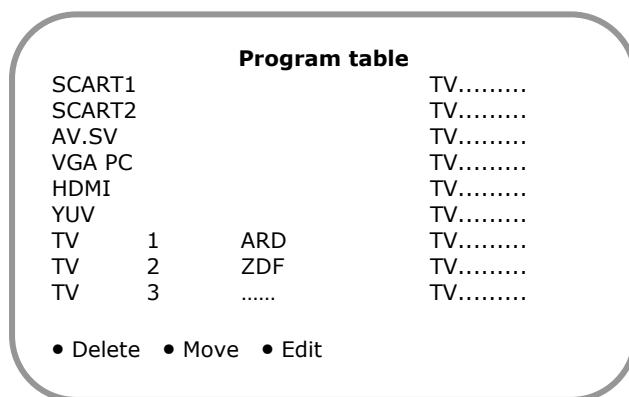 Program table
SCART1 TV.........
SCART2 TV.........
AV.SV TV.........
VGA PC TV.........
HDMI TV.........
YUV TV.........
TV 1 ARD TV.........
TV 2 ZDF TV.........
TV 3 ...... TV.........
• Delete • Move • Edit